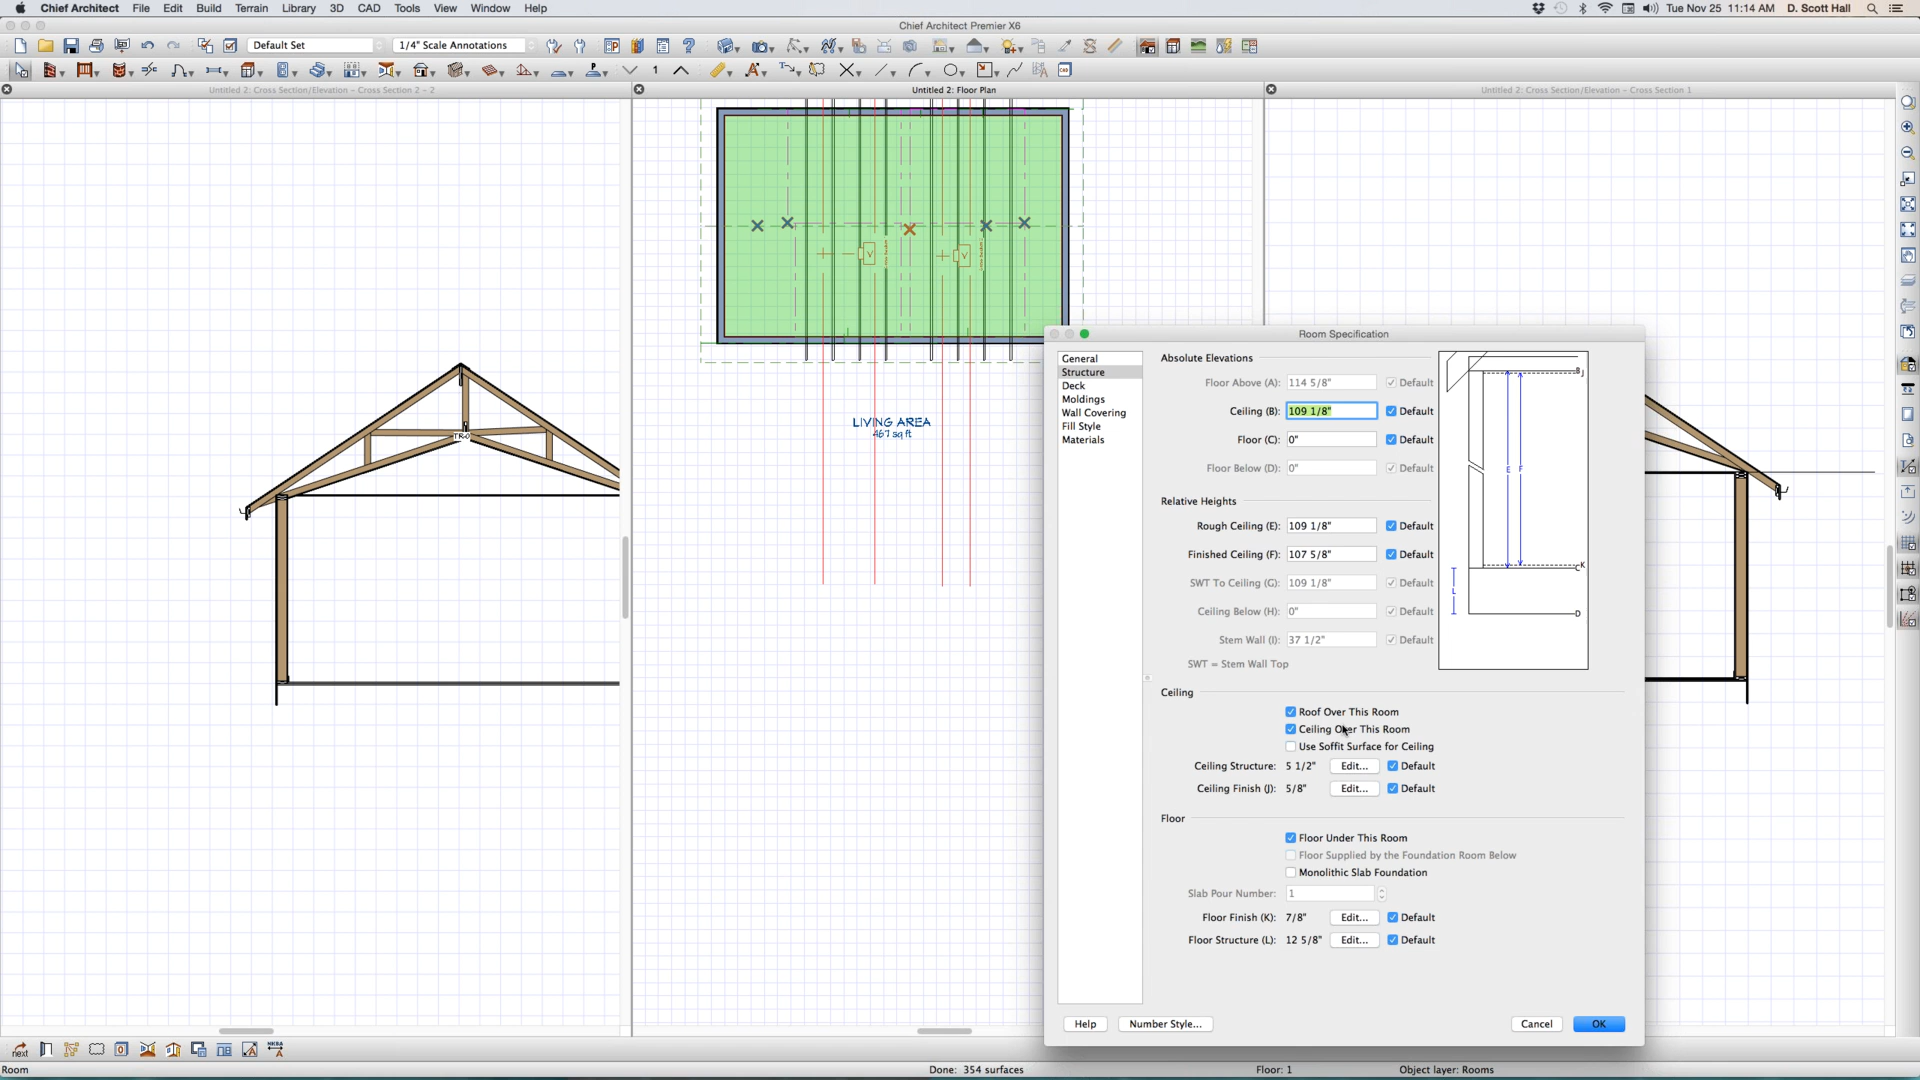 Chief Architect File Edit Build Terrain Library 3D CAD Tools View Window Help
Tue Nov 25 11:14 AM D. Scott Hall
Chief Architect Premier X6
Default Set
1/4" Scale Annotations
1
Untitled 2: Cross Section/Elevation - Cross Section 2 - 2
Untitled 2: Floor Plan
Untitled 2: Cross Section/Elevation - Cross Section 1
TR-0
LIVING AREA
467 sq ft
Room Specification
General
Structure
Deck
Moldings
Wall Covering
Fill Style
Materials
Absolute Elevations
Floor Above (A): 114 5/8" Default
Ceiling (B): 109 1/8" Default
Floor (C): 0" Default
Floor Below (D): 0" Default
Relative Heights
Rough Ceiling (E): 109 1/8" Default
Finished Ceiling (F): 107 5/8" Default
SWT To Ceiling (G): 109 1/8" Default
Ceiling Below (H): 0" Default
Stem Wall (I): 37 1/2" Default
SWT = Stem Wall Top
B
J
E F
K
C
L
D
Ceiling
Roof Over This Room
Ceiling Over This Room
Use Soffit Surface for Ceiling
Ceiling Structure: 5 1/2" Edit... Default
Ceiling Finish (J): 5/8" Edit... Default
Floor
Floor Under This Room
Floor Supplied by the Foundation Room Below
Monolithic Slab Foundation
Slab Pour Number: 1
Floor Finish (K): 7/8" Edit... Default
Floor Structure (L): 12 5/8" Edit... Default
Help Number Style... Cancel OK
next
Room
Done: 354 surfaces
Floor: 1
Object layer: Rooms